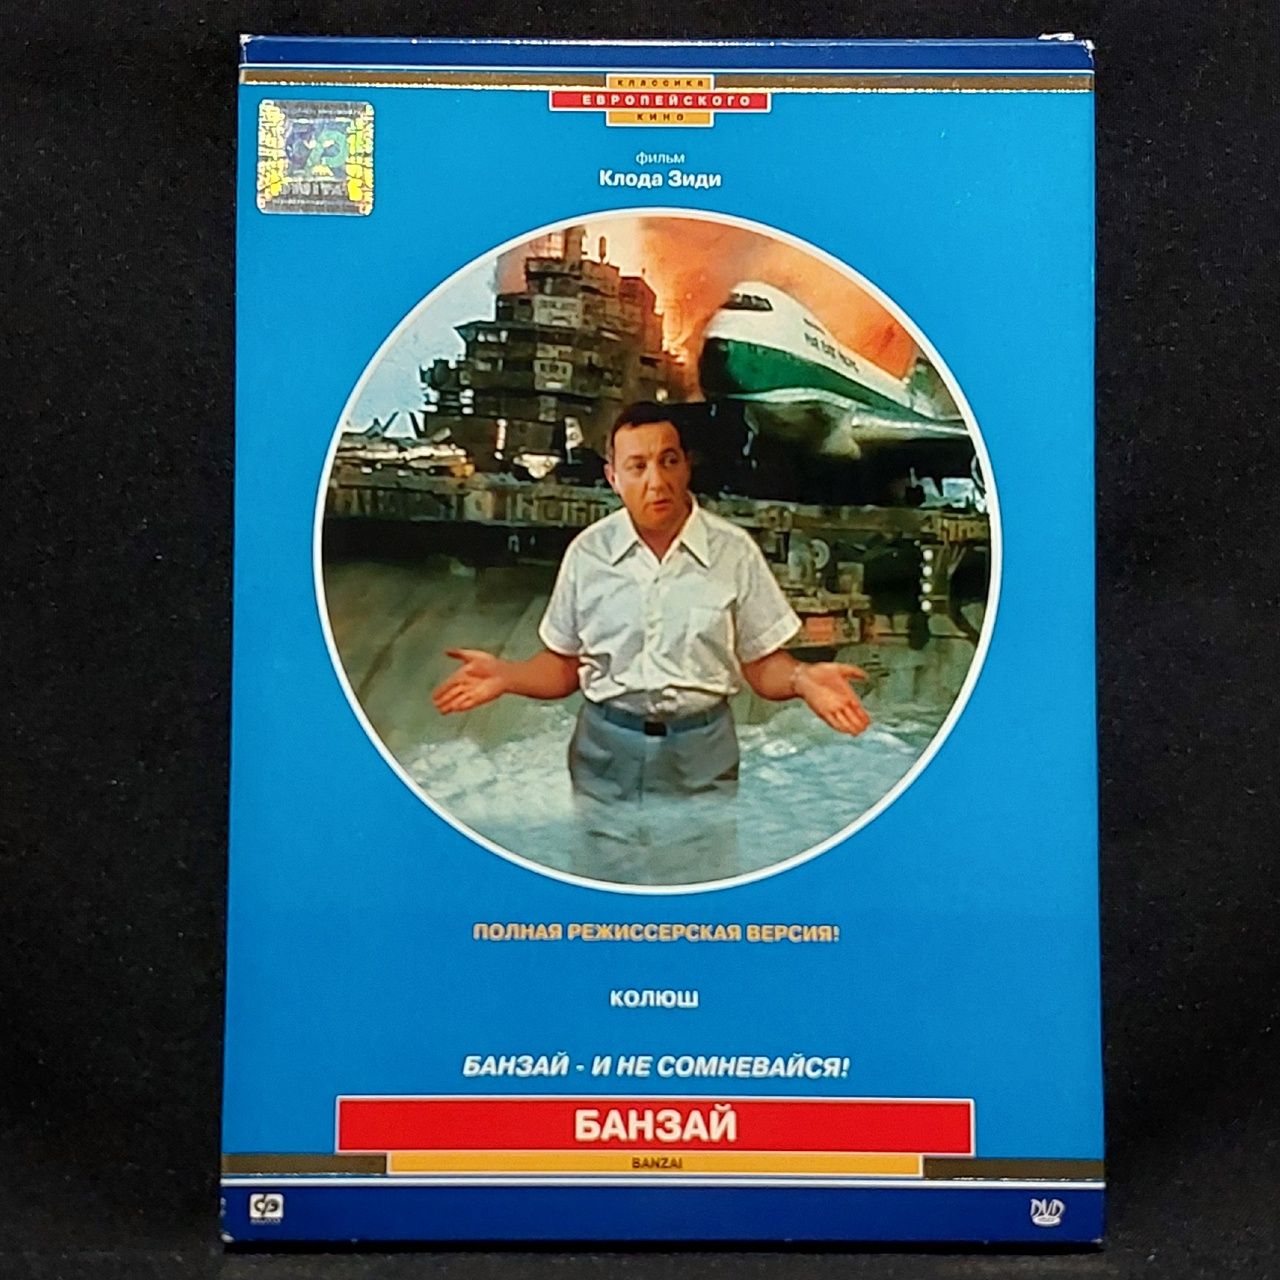 КЛАССИКА
ЕВРОПЕЙСКОГО
КИНО
фильм
Клода Зиди
ПОЛНАЯ РЕЖИССЕРСКАЯ ВЕРСИЯ!
КОЛЮШ
БАНЗАЙ - И НЕ СОМНЕВАЙСЯ!
БАНЗАЙ
BANZAI
DVD